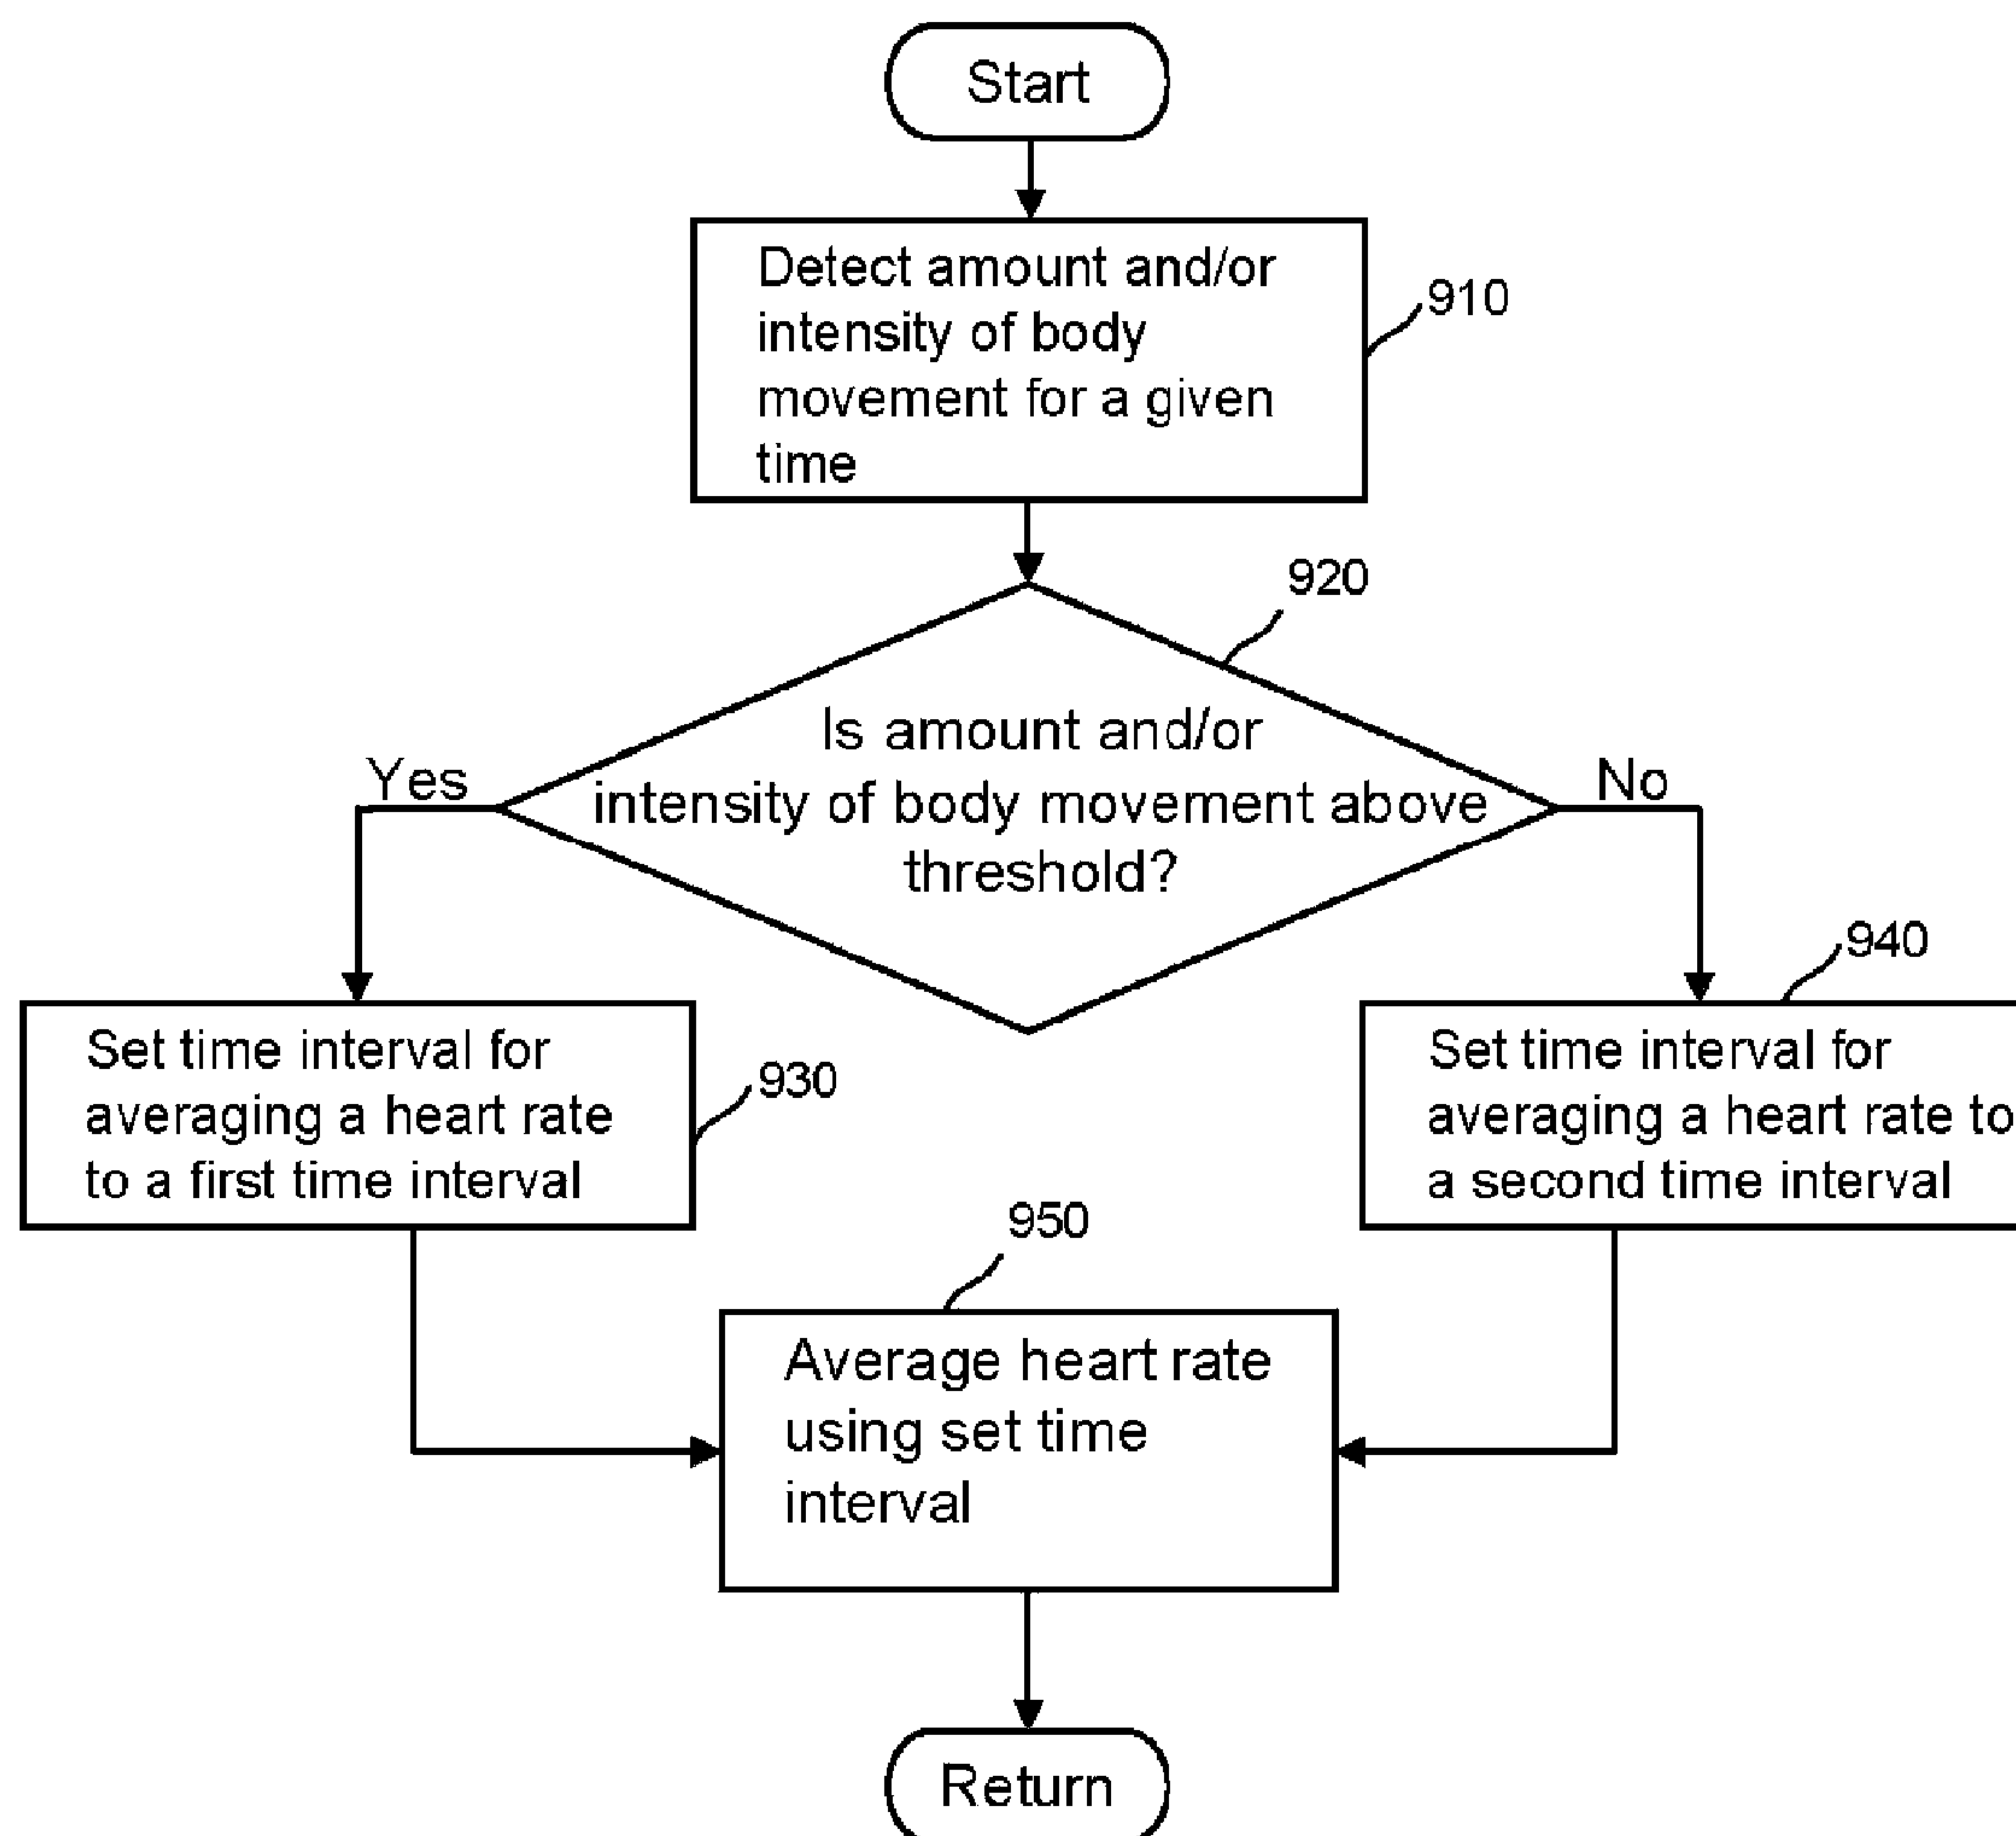 Start
Detect amount and/or
intensity of body
movement for a given
time
910
920
Is amount and/or
intensity of body movement above
threshold?
Yes
No
Set time interval for
averaging a heart rate
to a first time interval
930
940
Set time interval for
averaging a heart rate to
a second time interval
950
Average heart rate
using set time
interval
Return